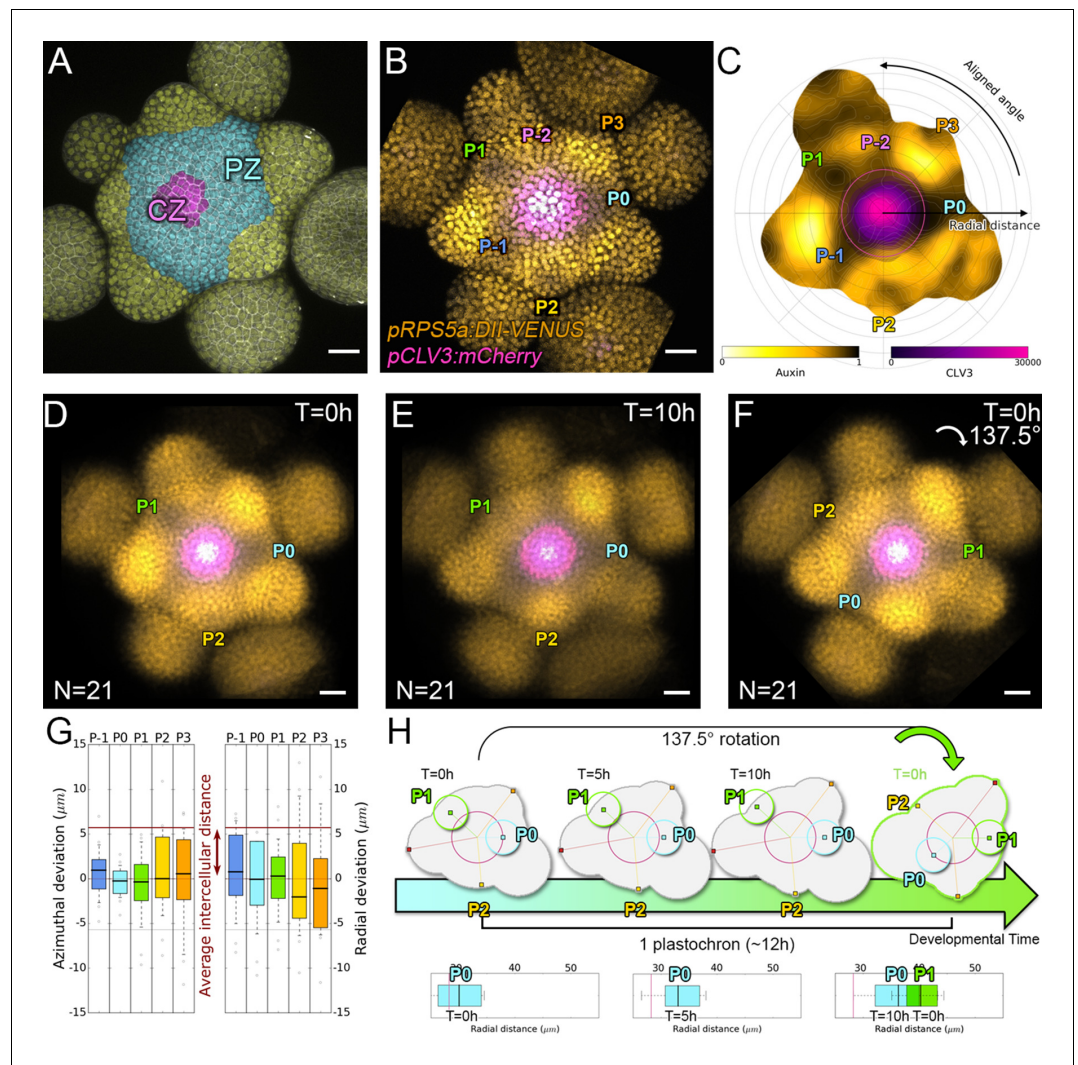 A
PZ
CZ
B
P-2
P3
P1
P0
P-1
P2
pRPS5a:DII-VENUS
pCLV3:mCherry
C
Aligned angle
P3
P-2
P1
P0
Radial distance
P-1
P2
0 1
Auxin
0 30000
CLV3
D
T=0h
P1
P0
P2
N=21
E
T=10h
P1
P0
P2
N=21
F
T=0h
137.5°
P2
P1
P0
N=21
G
P-1 P0 P1 P2 P3
P-1 P0 P1 P2 P3
15
10
5
0
-5
-10
-15
Azimuthal deviation (μm)
Average intercellular distance
15
10
5
0
-5
-10
-15
Radial deviation (μm)
H
137.5° rotation
T=0h
T=5h
T=10h
T=0h
P1
P0
P2
P1
P0
P2
P1
P0
P2
P2
P1
P0
1 plastochron (~12h)
Developmental Time
30 40 50
P0
T=0h
Radial distance (μm)
30 40 50
P0
T=5h
Radial distance (μm)
30 40 50
P0 P1
T=10h T=0h
Radial distance (μm)